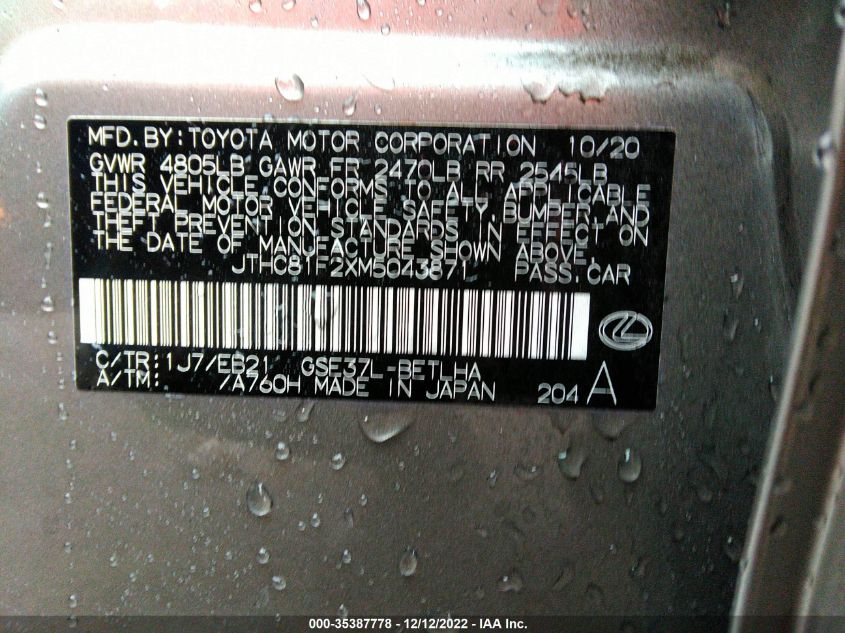 MFD.BY:TOYOTA MOTOR CORPORATION 10/20
GVWR 4805LB GAWR FR 2470LB RR 2545LB
THIS VEHICLE CONFORMS TO ALL APPLICABLE
FEDERAL MOTOR VEHICLE SAFETY, BUMPER, AND
THEFT PREVENTION STANDARDS IN EFFECT ON
THE DATE OF MANUFACTURE SHOWN ABOVE.
JTHC81F2XM5043871 PASS.CAR
C/TR:1J7/EB21 GSE37L-BETLHA
A/TM: /A760H MADE IN JAPAN 204 A
000-35387778 - 12/12/2022 - IAA Inc.